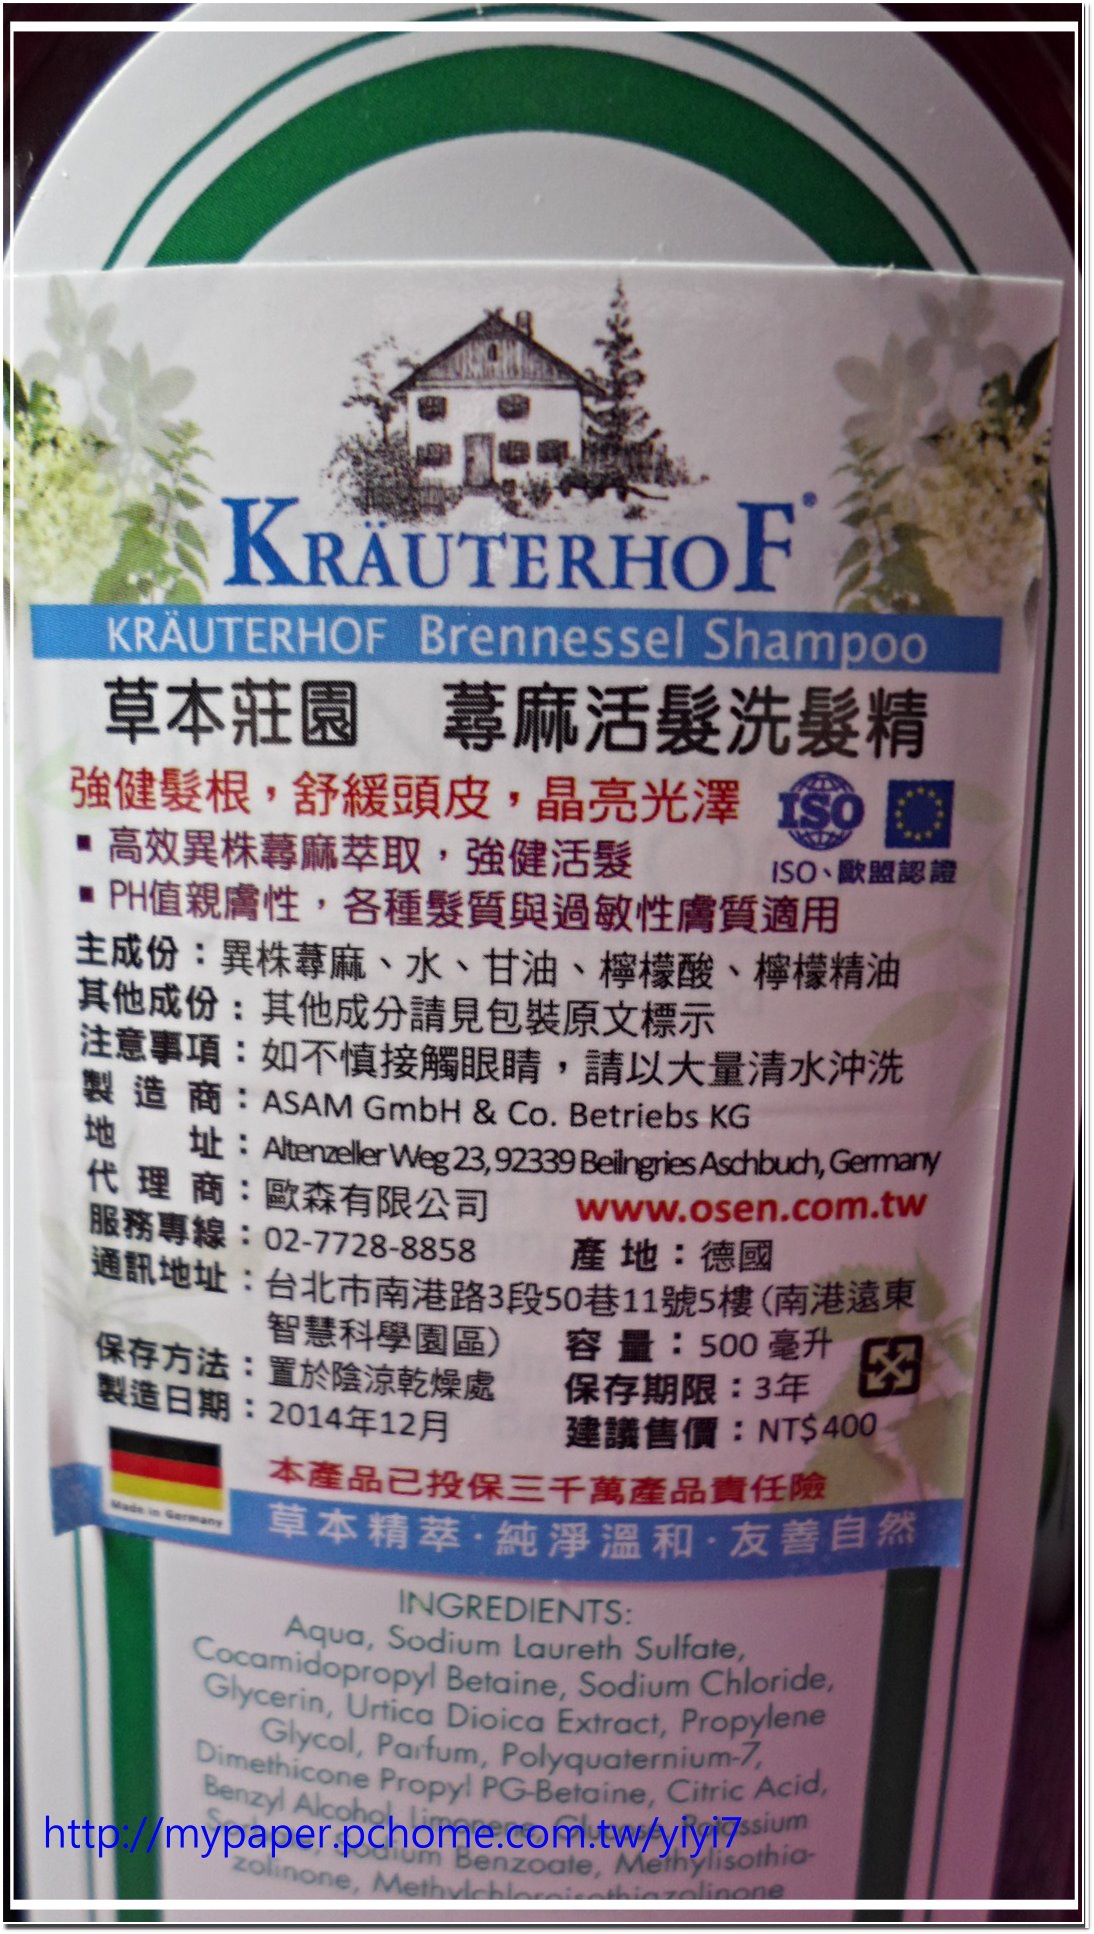 KRÄUTERHOF®
KRÄUTERHOF Brennessel Shampoo
草本莊園 蕁麻活髮洗髮精
強健髮根，舒緩頭皮，晶亮光澤
ISO
▪ 高效異株蕁麻萃取，強健活髮
ISO、歐盟認證
▪ PH值親膚性，各種髮質與過敏性膚質適用
主成份：異株蕁麻、水、甘油、檸檬酸、檸檬精油
其他成份：其他成分請見包裝原文標示
注意事項：如不慎接觸眼睛，請以大量清水沖洗
製造商：ASAM GmbH & Co. Betriebs KG
地址：Altenzeller Weg 23, 92339 Beilngries Aschbuch, Germany
代理商：歐森有限公司 www.osen.com.tw
服務專線：02-7728-8858 產地：德國
通訊地址：台北市南港路3段50巷11號5樓（南港遠東
智慧科學園區） 容量：500 毫升
保存方法：置於陰涼乾燥處 保存期限：3年
製造日期：2014年12月 建議售價：NT$400
本產品已投保三千萬產品責任險
Made in Germany
草本精萃·純淨溫和·友善自然
INGREDIENTS:
Aqua, Sodium Laureth Sulfate,
Cocamidopropyl Betaine, Sodium Chloride,
Glycerin, Urtica Dioica Extract, Propylene
Glycol, Parfum, Polyquaternium-7,
Dimethicone Propyl PG-Betaine, Citric Acid,
Benzyl Alcohol, Limonene, Glucose, Potassium
http://mypaper.pchome.com.tw/yiyi7
Sodium Benzoate, Methylisothia-
zolinone, Methylchloroisothiazolinone